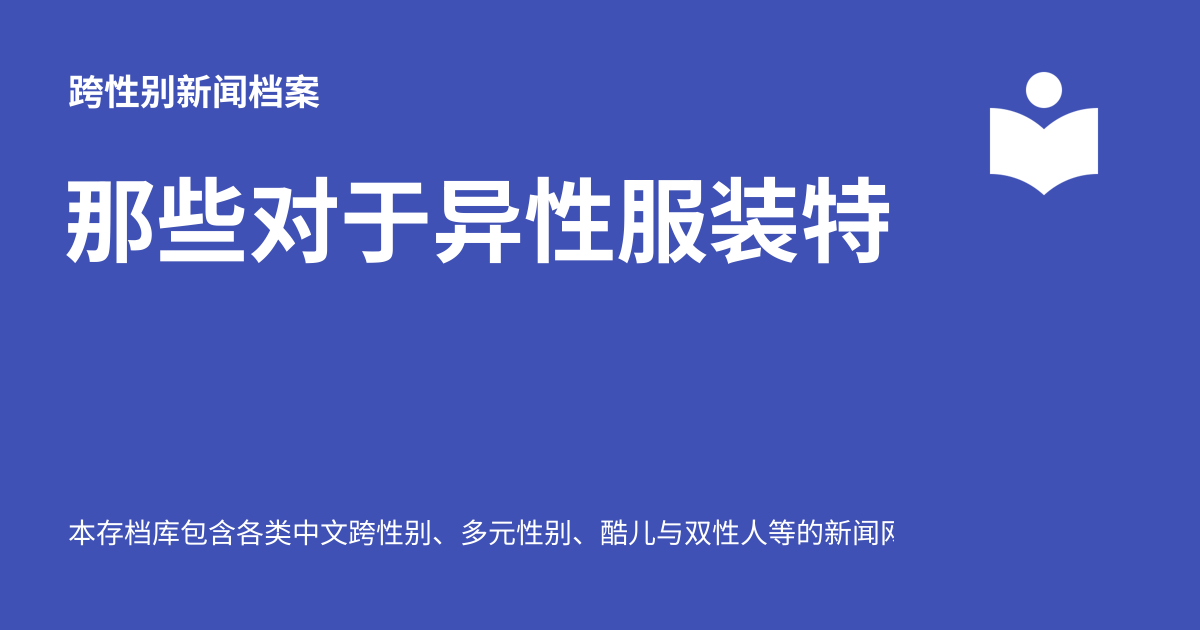 跨性别新闻档案
那些对于异性服装特
本存档库包含各类中文跨性别、多元性别、酷儿与双性人等的新闻